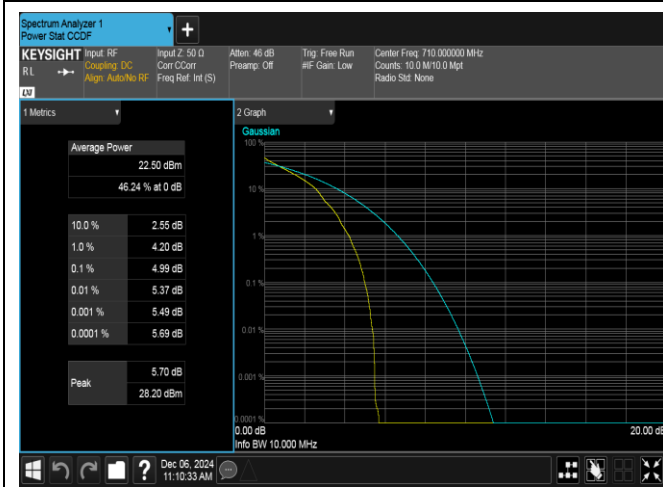 Spectrum Analyzer 1
Power Stat CCDF
+
KEYSIGHT
RL
LXI
Input: RF
Coupling: DC
Align: Auto/No RF
Input Z: 50 Ω
Corr CCorr
Freq Ref: Int (S)
Atten: 46 dB
Preamp: Off
Trig: Free Run
#IF Gain: Low
Center Freq: 710.000000 MHz
Counts: 10.0 M/10.0 Mpt
Radio Std: None
1 Metrics
Average Power
22.50 dBm
46.24 % at 0 dB
10.0 % 2.55 dB
1.0 % 4.20 dB
0.1 % 4.99 dB
0.01 % 5.37 dB
0.001 % 5.49 dB
0.0001 % 5.69 dB
Peak
5.70 dB
28.20 dBm
2 Graph
Gaussian
100 %
10 %
1 %
0.1 %
0.01 %
0.001 %
0.0001 %
0.00 dB 20.00 dB
Info BW 10.000 MHz
?
Dec 06, 2024
11:10:33 AM